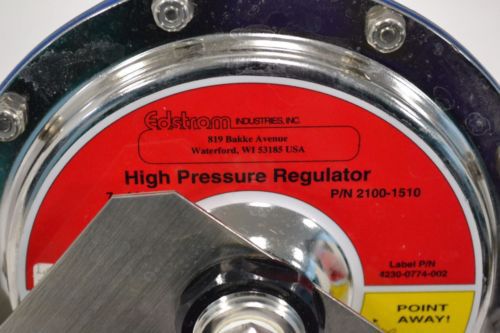 Edstrom INDUSTRIES, INC.
819 Bakke Avenue
Waterford, WI 53185 USA
High Pressure Regulator
P/N 2100-1510
Label P/N
4230-0774-002
POINT
AWAY!